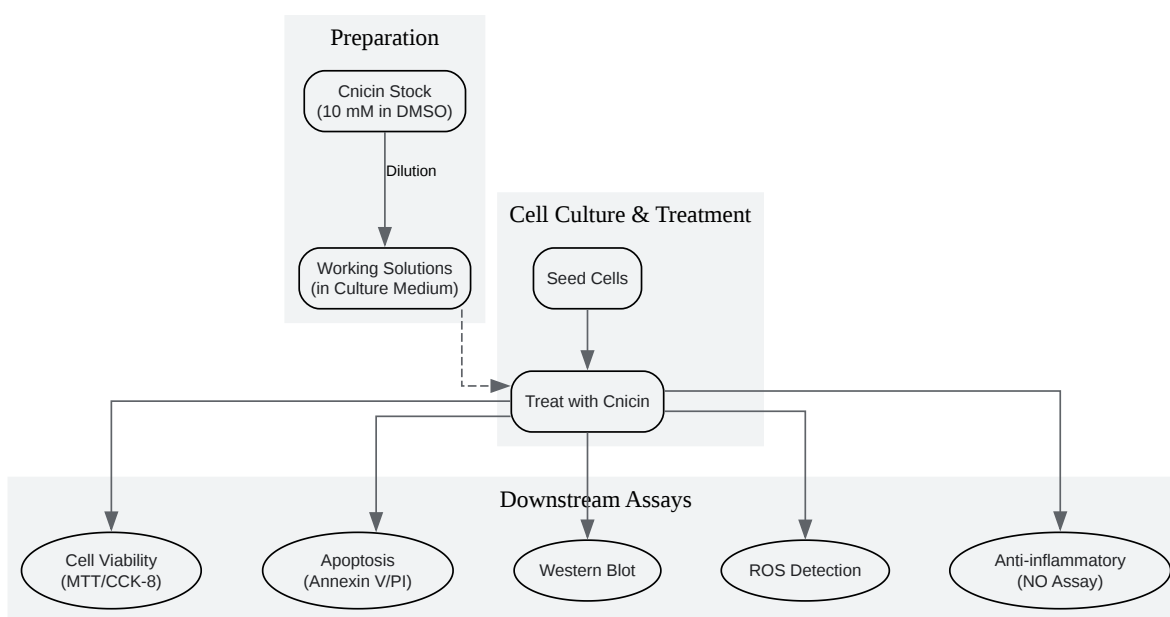 Preparation
Cnicin Stock
(10 mM in DMSO)
Dilution
Working Solutions
(in Culture Medium)
Cell Culture & Treatment
Seed Cells
Treat with Cnicin
Downstream Assays
Cell Viability
(MTT/CCK-8)
Apoptosis
(Annexin V/PI)
Western Blot
ROS Detection
Anti-inflammatory
(NO Assay)